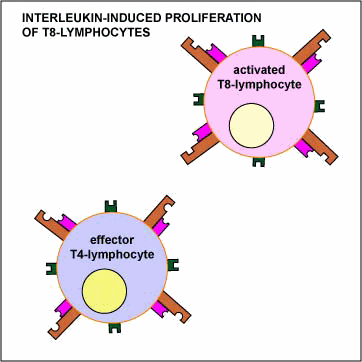 INTERLEUKIN-INDUCED PROLIFERATION
OF T8-LYMPHOCYTES
activated
T8-lymphocyte
effector
T4-lymphocyte